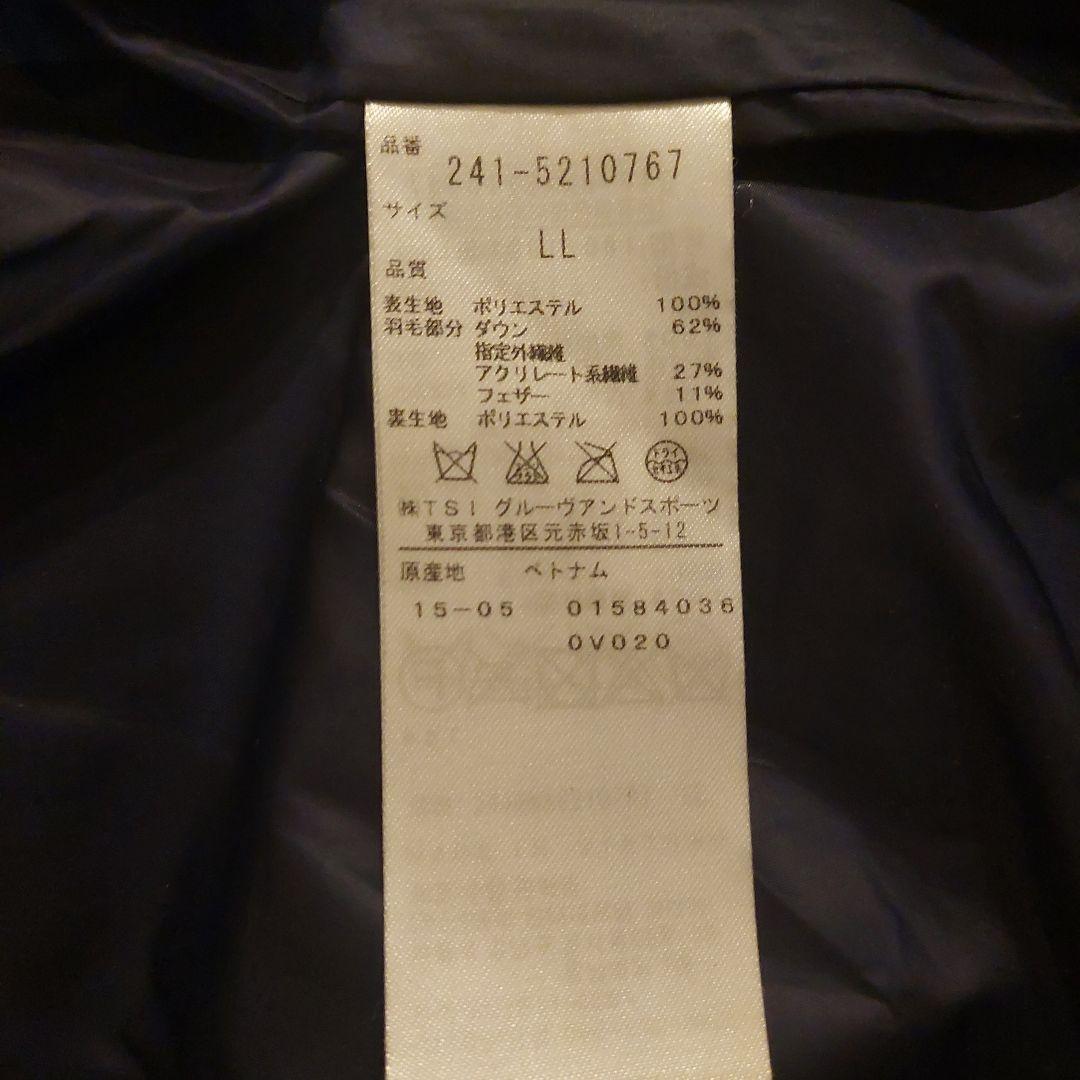 品番
241-5210767
サイズ
LL
品質
表生地 ポリエステル 100%
羽毛部分 ダウン 62%
指定外繊維
アクリレート系繊維 27%
フェザー 11%
裏生地 ポリエステル 100%
ドライ
㈱TSI グルーヴアンドスポーツ
東京都港区元赤坂1-5-12
原産地 ベトナム
15-05 01584036
0V020